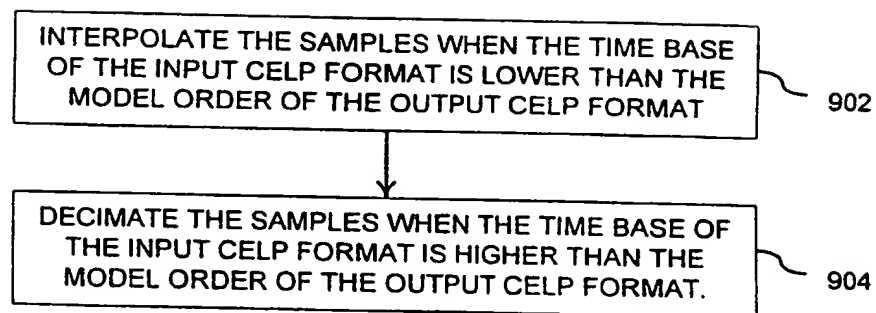 INTERPOLATE THE SAMPLES WHEN THE TIME BASE
OF THE INPUT CELP FORMAT IS LOWER THAN THE
MODEL ORDER OF THE OUTPUT CELP FORMAT
902
DECIMATE THE SAMPLES WHEN THE TIME BASE OF
THE INPUT CELP FORMAT IS HIGHER THAN THE
MODEL ORDER OF THE OUTPUT CELP FORMAT.
904